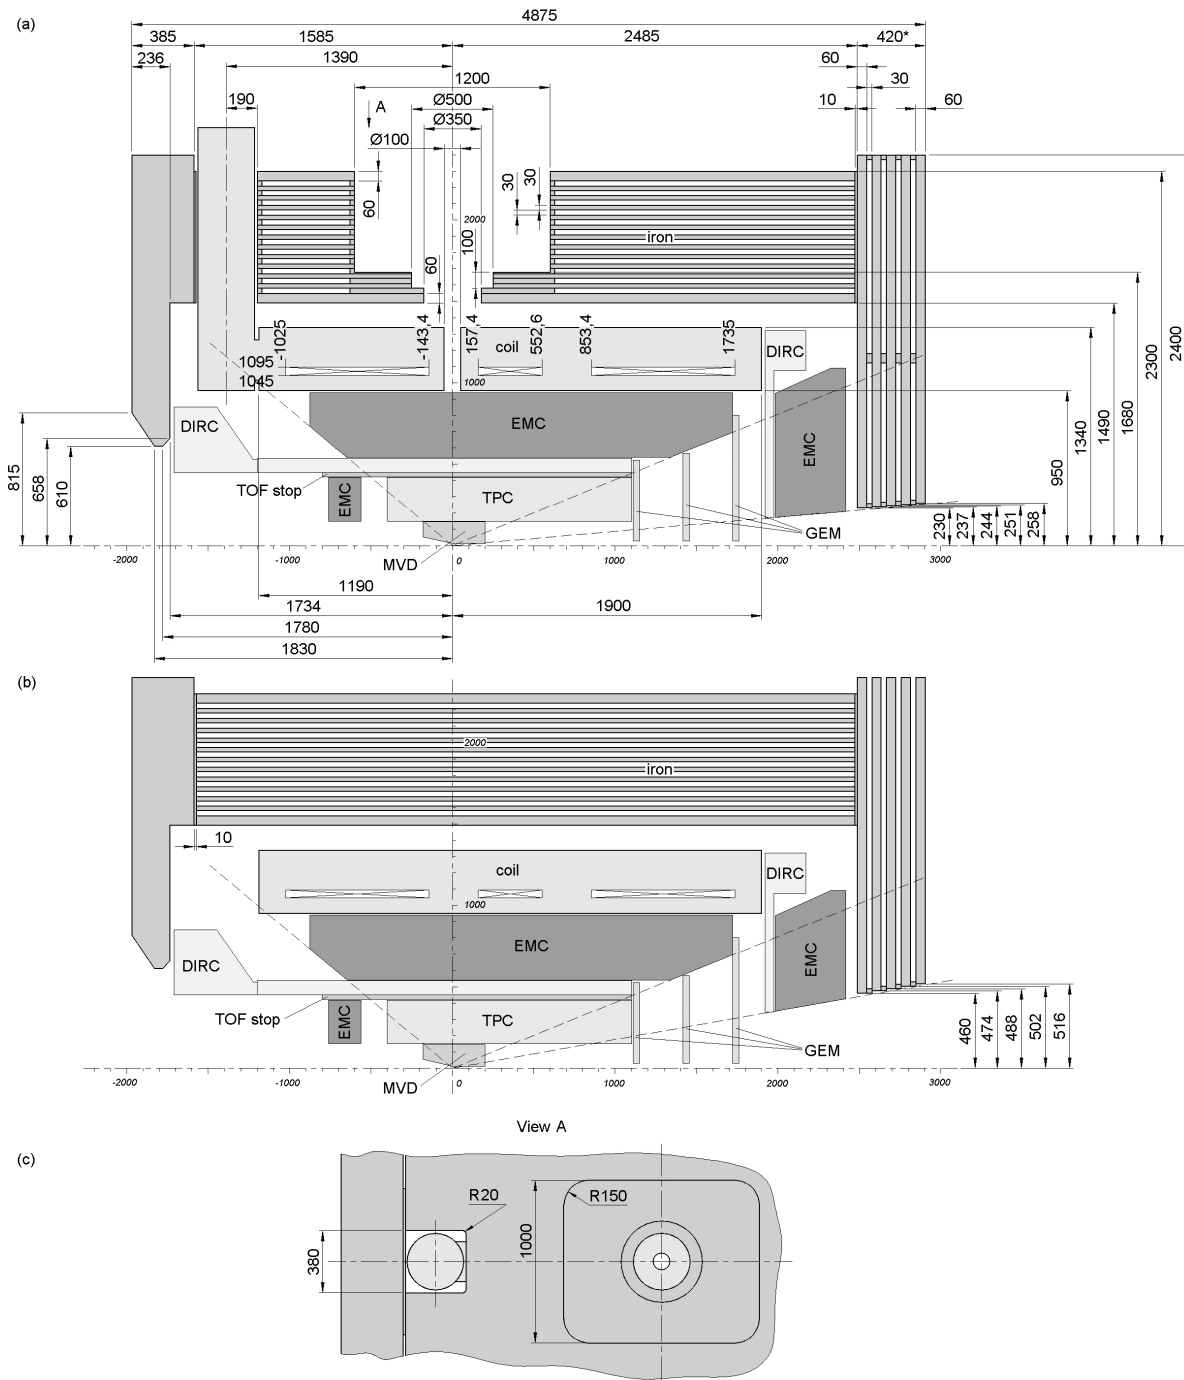 (a)
4875
385 1585 2485 420*
236 1390 60
1200 30
190 Ø500 10 60
A
Ø350
Ø100
60 30 30
2000
100
60
iron
-1025 -143,4 157,4 552,6 853,4 1735
coil
DIRC
1095
1045
1000
EMC
DIRC
EMC
TOF stop
EMC
TPC
GEM
MVD
815 658 610
230 237 244 251 258 950 1340 1490 1680 2300 2400
-2000 -1000 0 1000 2000 3000
1190
1734 1900
1780
1830
(b)
2000
iron
10
coil
DIRC
1000
EMC
DIRC
EMC
TOF stop
EMC
TPC
GEM
MVD
460 474 488 502 516
-2000 -1000 0 1000 2000 3000
View A
(c)
R20 R150
380 1000